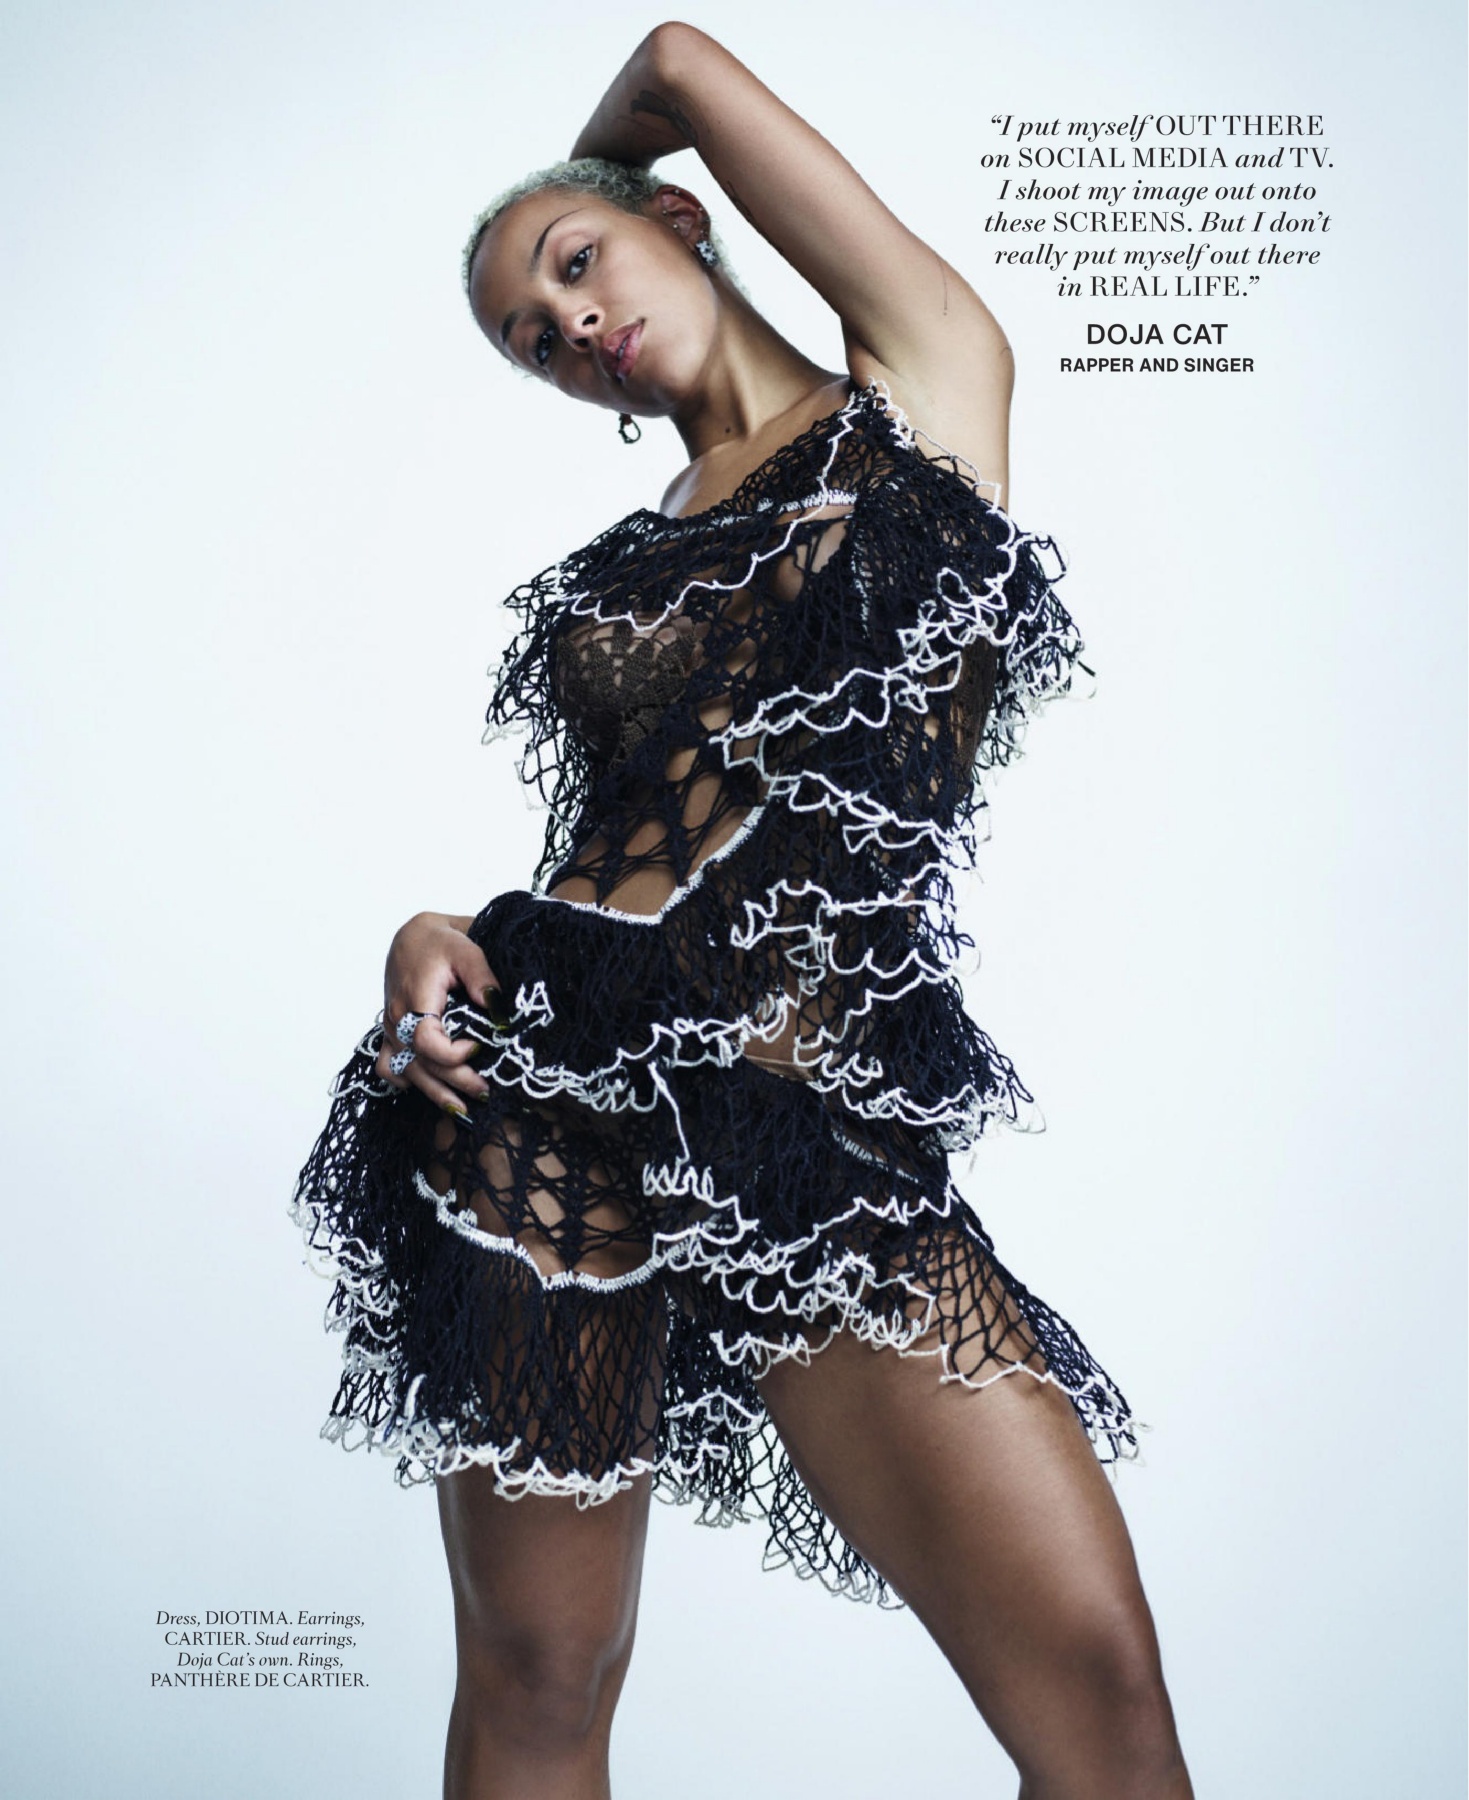 “I put myself OUT THERE
on SOCIAL MEDIA and TV.
I shoot my image out onto
these SCREENS. But I don’t
really put myself out there
in REAL LIFE.”
DOJA CAT
RAPPER AND SINGER
Dress, DIOTIMA. Earrings,
CARTIER. Stud earrings,
Doja Cat’s own. Rings,
PANTHÈRE DE CARTIER.